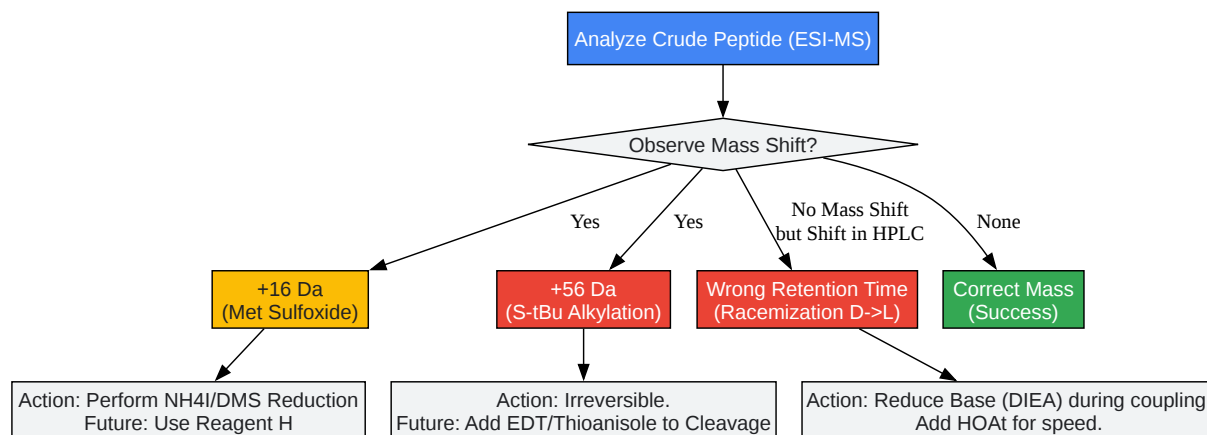 Analyze Crude Peptide (ESI-MS)
Observe Mass Shift?
Yes
Yes
No Mass Shift
but Shift in HPLC
None
+16 Da
(Met Sulfoxide)
+56 Da
(S-tBu Alkylation)
Wrong Retention Time
(Racemization D->L)
Correct Mass
(Success)
Action: Perform NH4I/DMS Reduction
Future: Use Reagent H
Action: Irreversible.
Future: Add EDT/Thioanisole to Cleavage
Action: Reduce Base (DIEA) during coupling.
Add HOAt for speed.